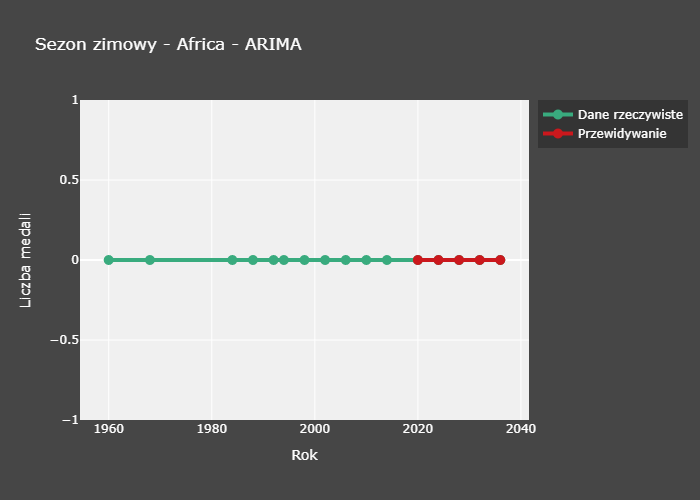 Sezon zimowy - Africa - ARIMA
Dane rzeczywiste
Przewidywanie
Liczba medali
1
0.5
0
−0.5
−1
1960
1980
2000
2020
2040
Rok